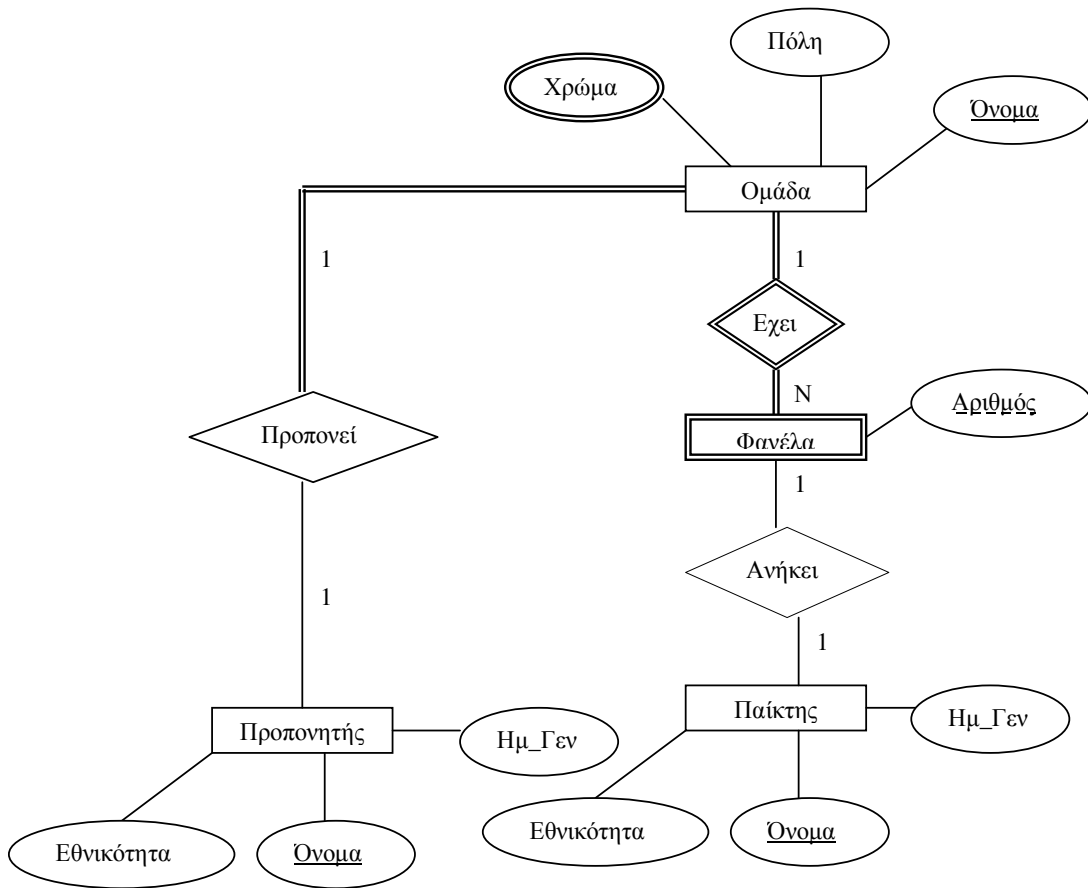 Πόλη
Χρώμα
Όνομα
Ομάδα
1
1
Εχει
N
Αριθμός
Προπονεί
Φανέλα
1
Ανήκει
1
1
Παίκτης
Ημ_Γεν
Προπονητής
Ημ_Γεν
Εθνικότητα
Όνομα
Εθνικότητα
Όνομα